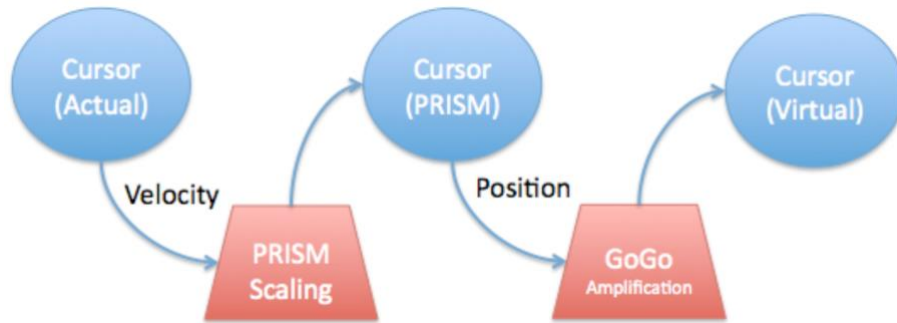 Cursor
(Actual)
Velocity
PRISM
Scaling
Cursor
(PRISM)
Position
GoGo
Amplification
Cursor
(Virtual)